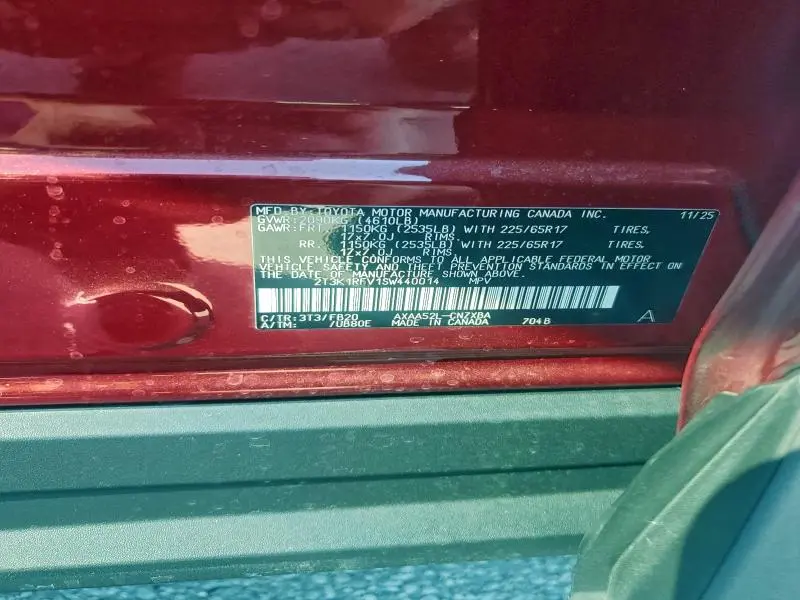 MFD-BY:TOYOTA MOTOR MANUFACTURING CANADA INC. 11/25
GVWR:2090KG (4610LB)
GAWR:FRT. 1150KG (2535LB) WITH 225/65R17 TIRES,
17x7.0J RIMS,
RR. 1150KG (2535LB) WITH 225/65R17 TIRES,
17x7.0J RIMS.
THIS VEHICLE CONFORMS TO ALL APPLICABLE FEDERAL MOTOR
VEHICLE SAFETY AND THEFT PREVENTION STANDARDS IN EFFECT ON
THE DATE OF MANUFACTURE SHOWN ABOVE.
2T3K1RFV1SW440014 MPV
C/TR:3T3/FB20 AXAA52L-CNZXBA
A/TM: /UB80E MADE IN CANADA 704B A